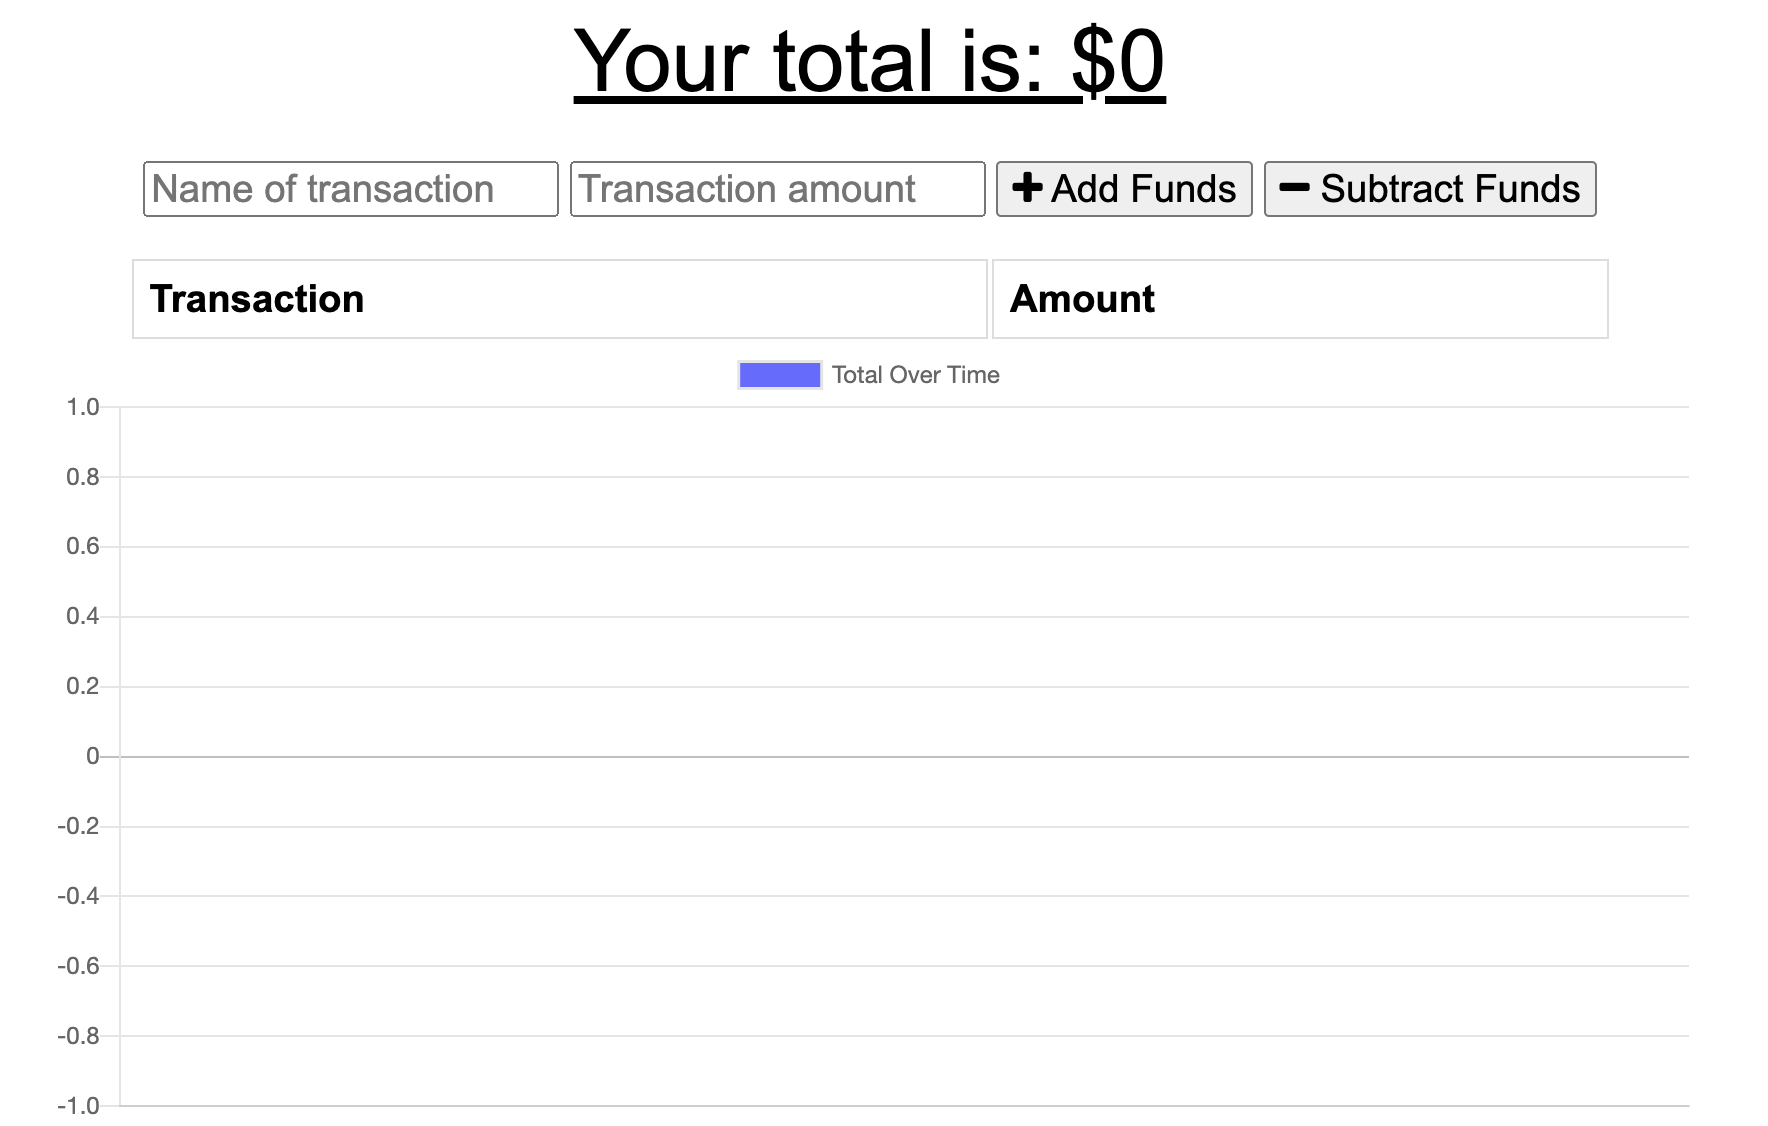 Your total is: $0
Name of transaction Transaction amount Add Funds Subtract Funds
Transaction Amount
Total Over Time
1.0
0.8
0.6
0.4
0.2
0
-0.2
-0.4
-0.6
-0.8
-1.0